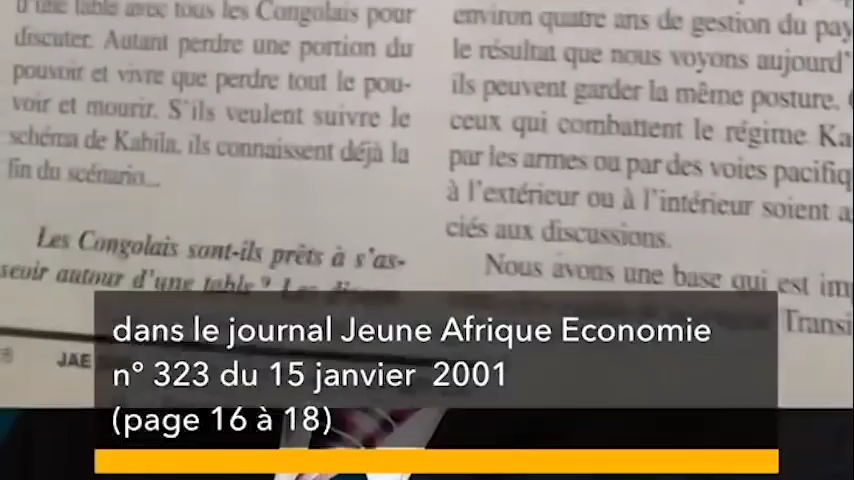 d'une table avec tous les Congolais pour
discuter. Autant perdre une portion du
pouvoir et vivre que perdre tout le pou-
voir et mourir. S'ils veulent suivre le
schéma de Kabila, ils connaissent déjà la
fin du scénario...
Les Congolais sont-ils prêts à s'as-
seoir autour d'une table ?
JAE
environ quatre ans de gestion du pay
le résultat que nous voyons aujourd'
ils peuvent garder la même posture.
ceux qui combattent le régime Ka
par les armes ou par des voies pacifiq
à l'extérieur ou à l'intérieur soient a
ciés aux discussions.
Nous avons une base qui est im
Transi
dans le journal Jeune Afrique Economie
n° 323 du 15 janvier 2001
(page 16 à 18)